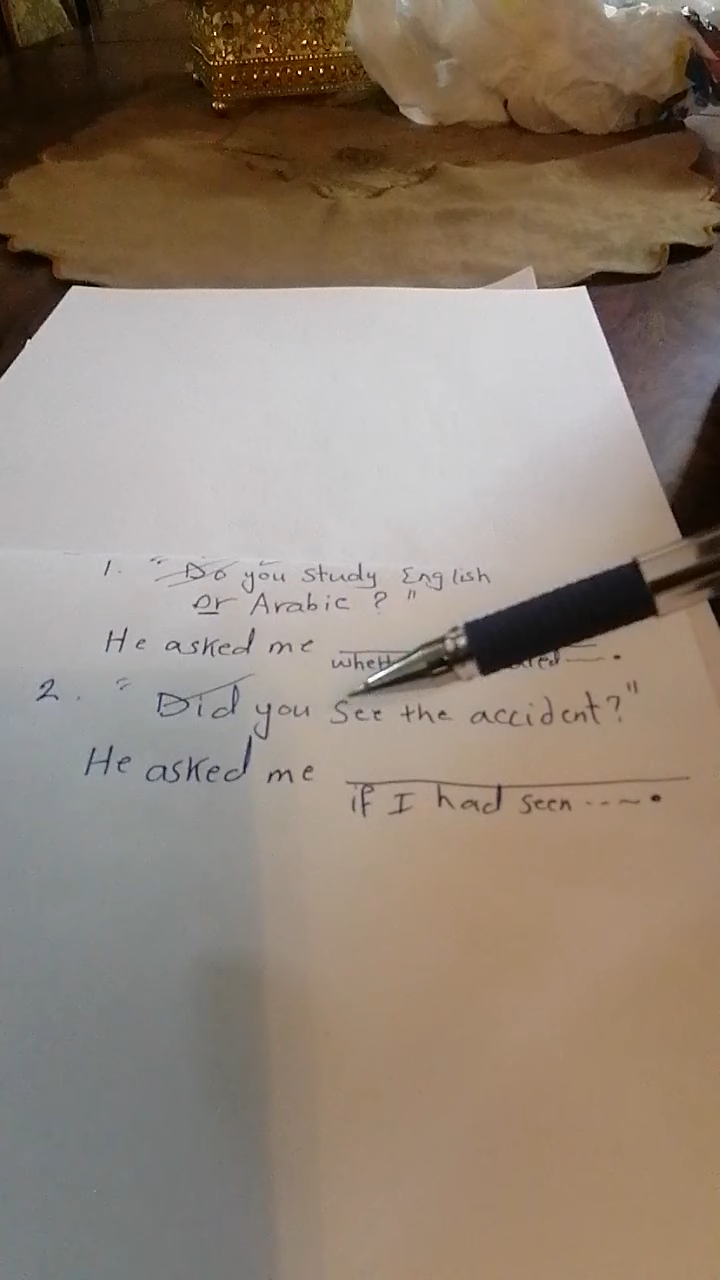 1. "Do you study English
or Arabic ?"
He asked me
2. "Did you see the accident?"
He asked me
if I had seen ----.